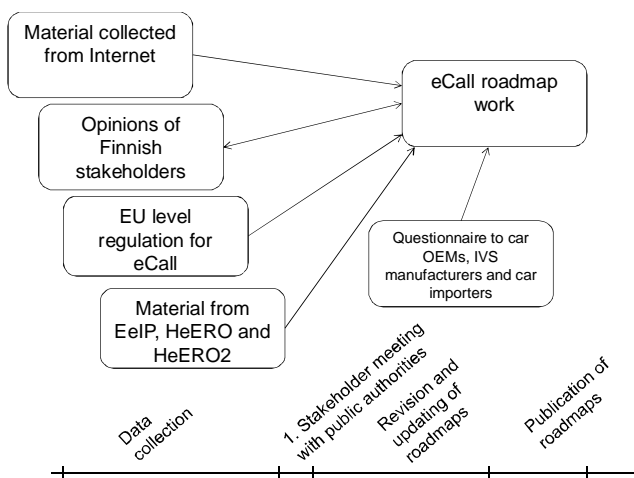 Material collected
from Internet
eCall roadmap
work
Opinions of
Finnish
stakeholders
EU level
regulation for
eCall
Questionnaire to car
OEMs, IVS
manufacturers and car
importers
Material from
EeIP, HeERO and
HeERO2
Data
collection
1. Stakeholder meeting
with public authorities
Revision and
updating of
roadmaps
Publication of
roadmaps